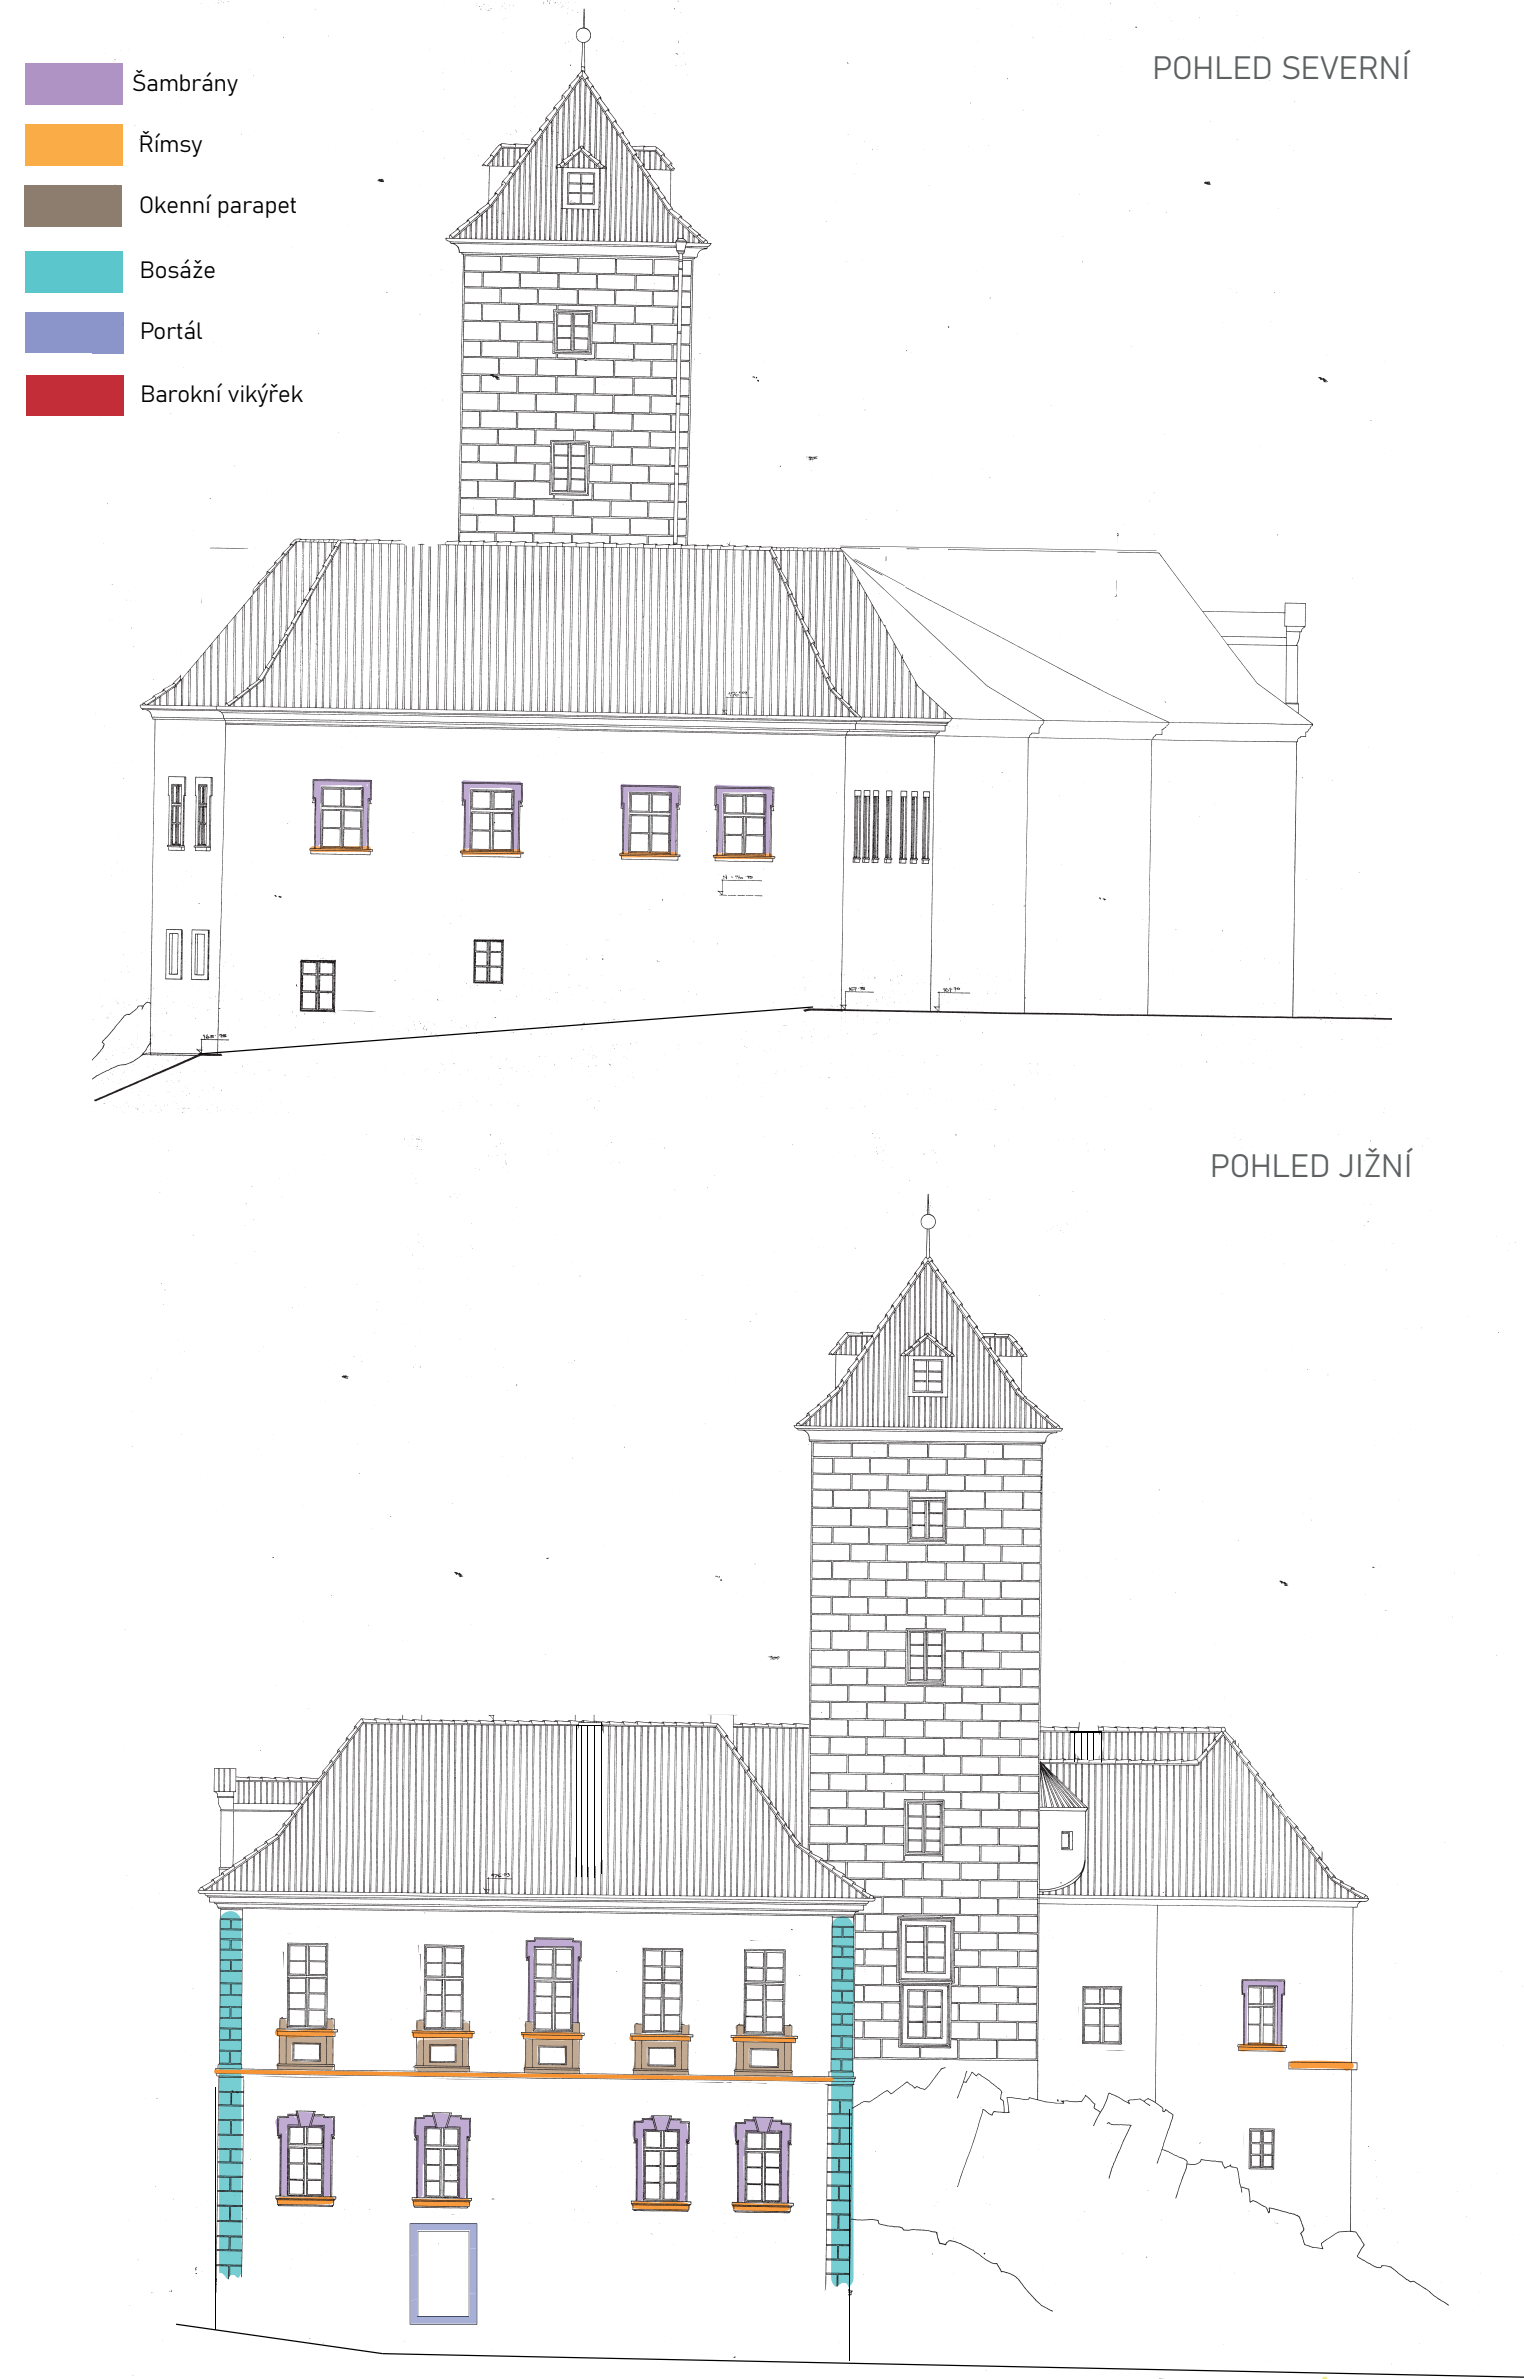 POHLED SEVERNÍ
Šambrány
Římsy
Okenní parapet
Bosáže
Portál
Barokní vikýřek
POHLED JIŽNÍ